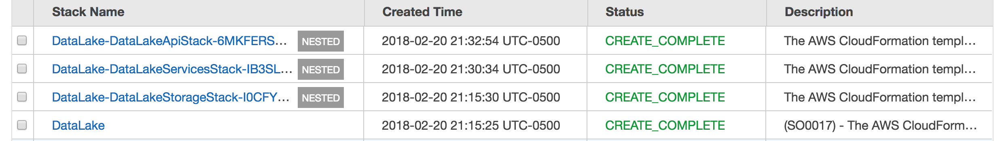 Stack Name Created Time Status Description
DataLake-DataLakeApiStack-6MKFERS... NESTED 2018-02-20 21:32:54 UTC-0500 CREATE_COMPLETE The AWS CloudFormation templ...
DataLake-DataLakeServicesStack-IB3SL... NESTED 2018-02-20 21:30:34 UTC-0500 CREATE_COMPLETE The AWS CloudFormation templ...
DataLake-DataLakeStorageStack-I0CFY... NESTED 2018-02-20 21:15:30 UTC-0500 CREATE_COMPLETE The AWS CloudFormation templ...
DataLake 2018-02-20 21:15:25 UTC-0500 CREATE_COMPLETE (SO0017) - The AWS CloudForm...